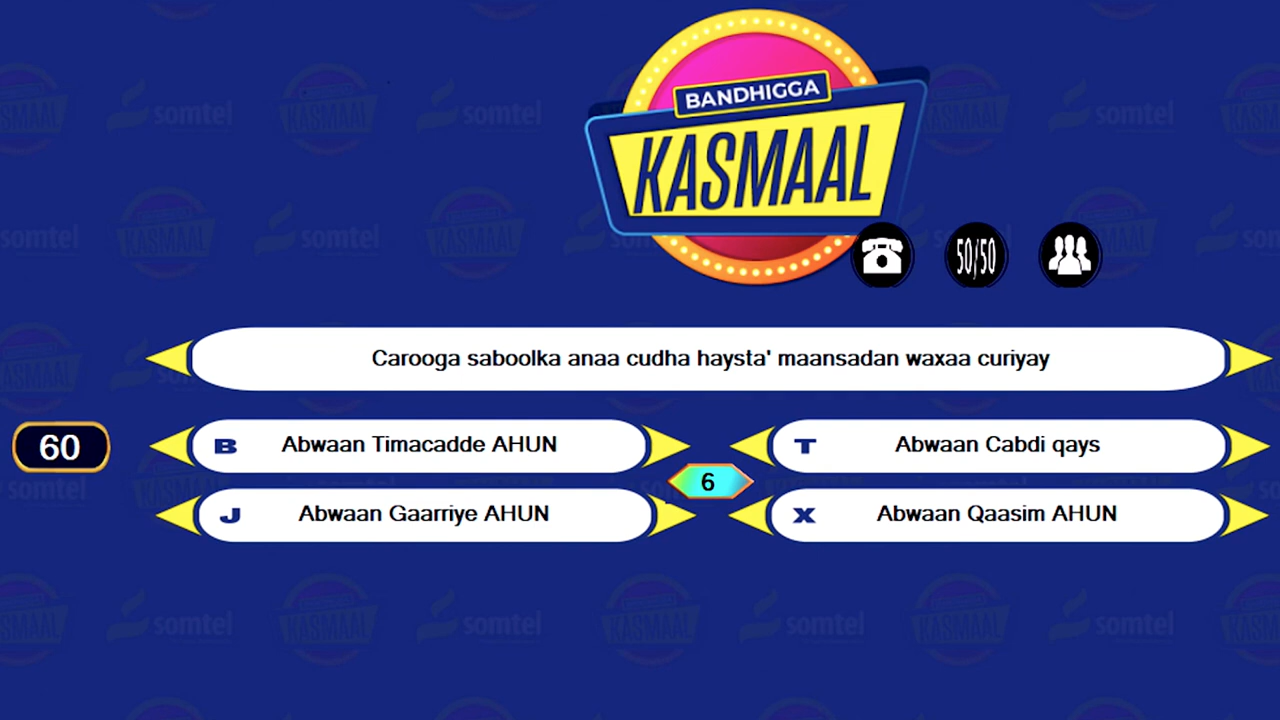 BANDHIGGA
KASMAAL
50/50
Carooga saboolka anaa cudha haysta' maansadan waxaa curiyay
60
B Abwaan Timacadde AHUN
T Abwaan Cabdi qays
6
J Abwaan Gaarriye AHUN
X Abwaan Qaasim AHUN
somtel